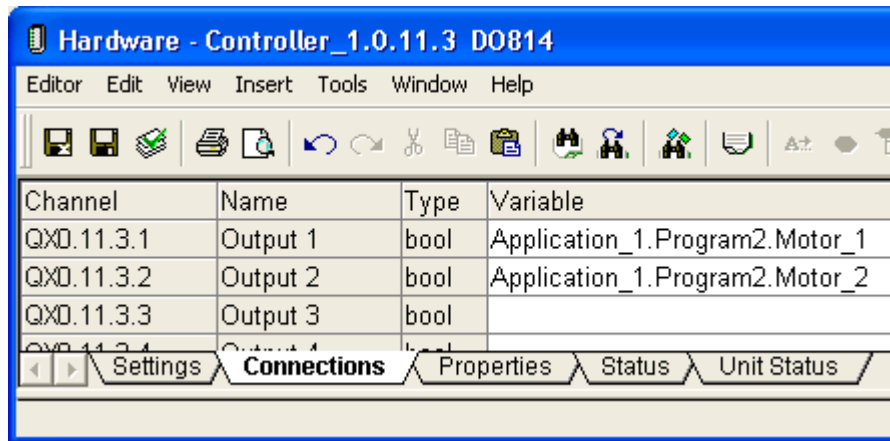 Hardware - Controller_1.0.11.3 DO814
Editor Edit View Insert Tools Window Help
Channel Name Type Variable
QX0.11.3.1 Output 1 bool Application_1.Program2.Motor_1
QX0.11.3.2 Output 2 bool Application_1.Program2.Motor_2
QX0.11.3.3 Output 3 bool
Settings Connections Properties Status Unit Status